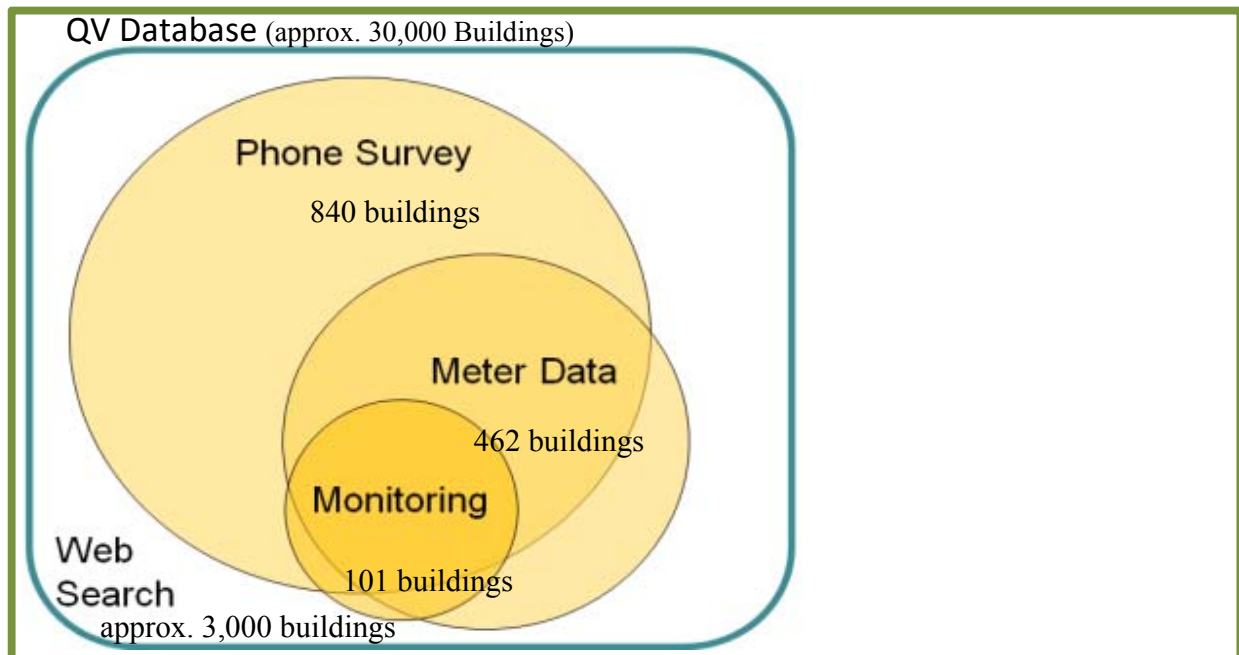 QV Database (approx. 30,000 Buildings)
Phone Survey
840 buildings
Meter Data
462 buildings
Monitoring
101 buildings
Web
Search
approx. 3,000 buildings